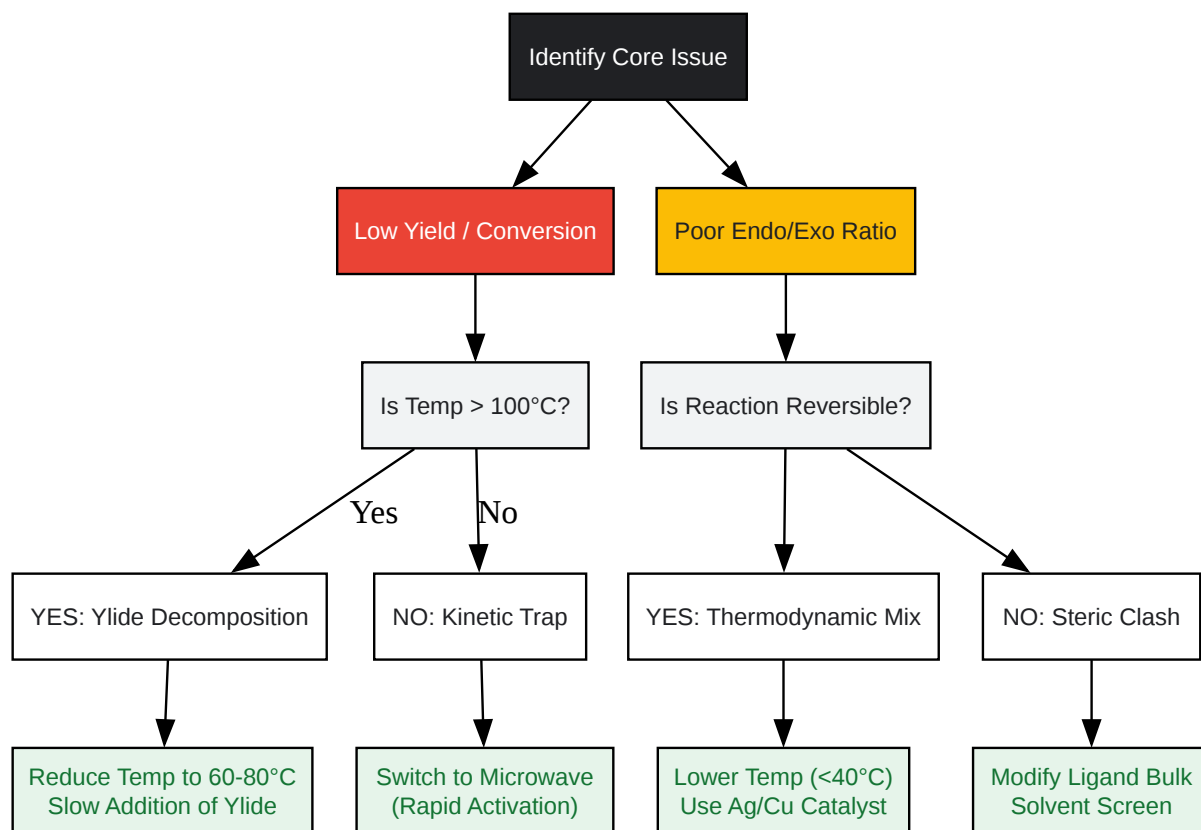 Identify Core Issue
Low Yield / Conversion
Poor Endo/Exo Ratio
Is Temp > 100°C?
Is Reaction Reversible?
Yes
No
YES: Ylide Decomposition
NO: Kinetic Trap
YES: Thermodynamic Mix
NO: Steric Clash
Reduce Temp to 60-80°C
Slow Addition of Ylide
Switch to Microwave
(Rapid Activation)
Lower Temp (<40°C)
Use Ag/Cu Catalyst
Modify Ligand Bulk
Solvent Screen